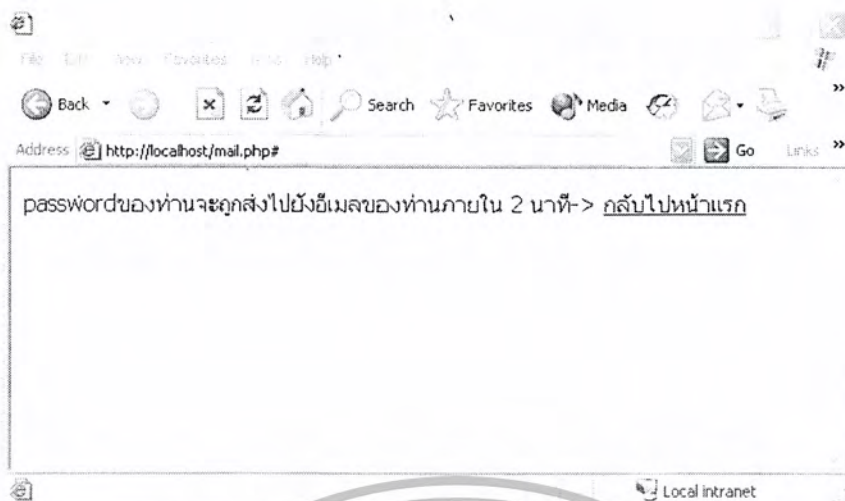 File Edit View Favorites Tools Help
Back Search Favorites Media
Address http://localhost/mail.php# Go Links
passwordของท่านจะถูกส่งไปยังอีเมลของท่านภายใน 2 นาที-> กลับไปหน้าแรก
Local intranet